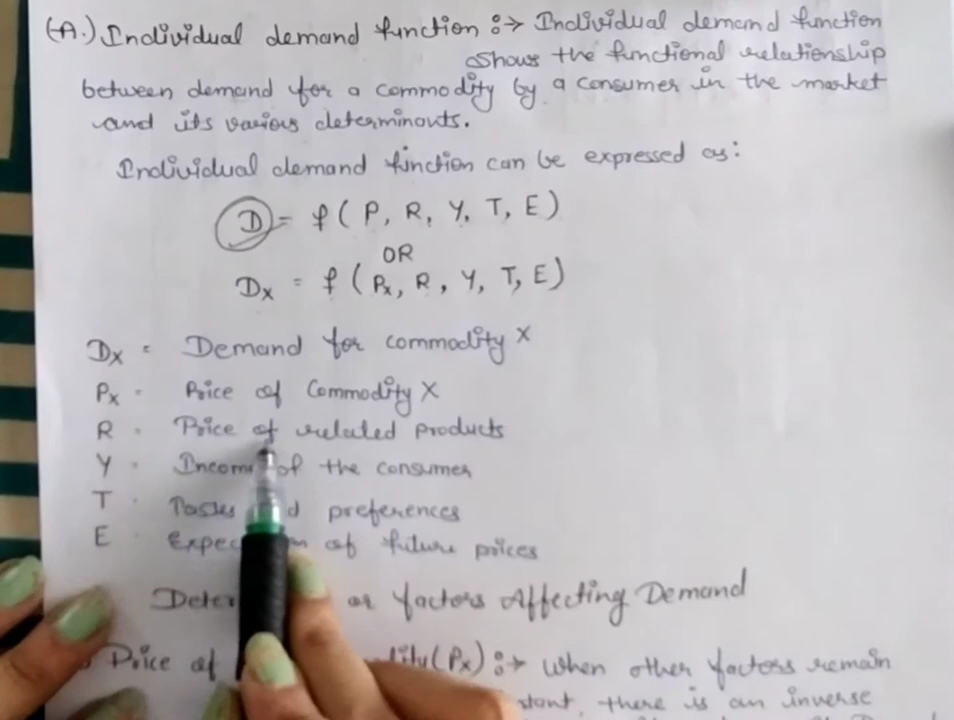 (A.) Individual demand function :→ Individual demand function
shows the functional relationship
between demand for a commodity by a consumer in the market
and its various determinants.
Individual demand function can be expressed as:
D = f ( P, R, Y, T, E )
OR
Dx = f ( Px, R, Y, T, E )
Dx = Demand for commodity X
Px - Price of Commodity X
R - Price of related products
Y - Income of the consumer
T - preferences
E - of future prices
or factors Affecting Demand
Price of (Px) :→ When other factors remain
there is an inverse